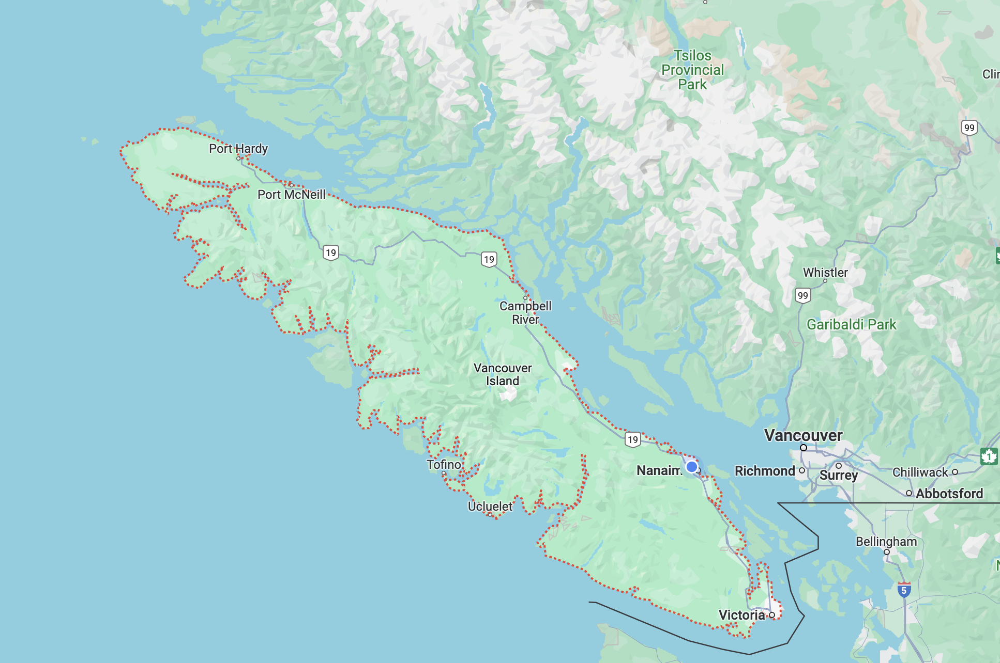 Tsilos
Provincial
Park
99
Port Hardy
Port McNeill
19
19
Whistler
99
Campbell
River
Garibaldi Park
Vancouver
Island
Vancouver
19
1
Tofino
Nanaim
Richmond
Surrey
Chilliwack
Abbotsford
Ucluelet
Bellingham
5
Victoria